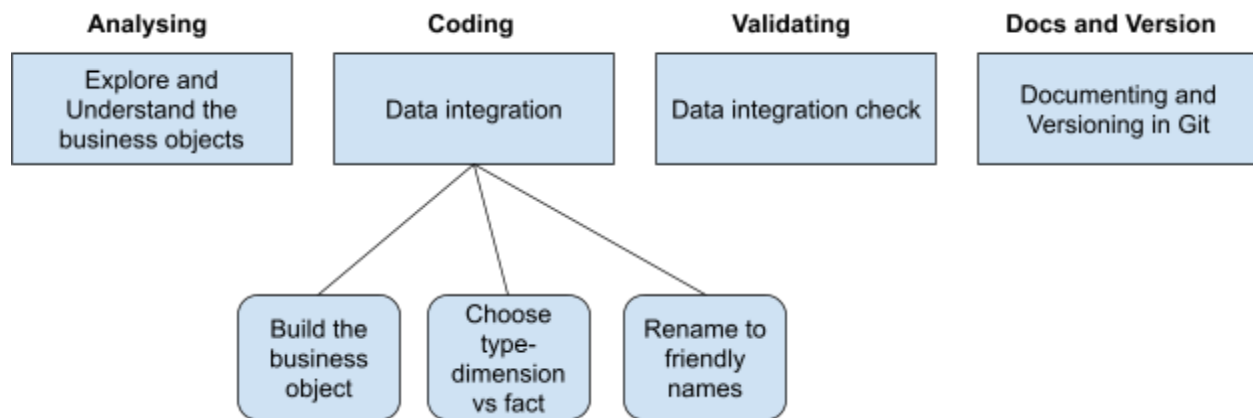 Analysing
Coding
Validating
Docs and Version
Explore and
Understand the
business objects
Data integration
Data integration check
Documenting and
Versioning in Git
Build the
business
object
Choose
type-
dimension
vs fact
Rename to
friendly
names